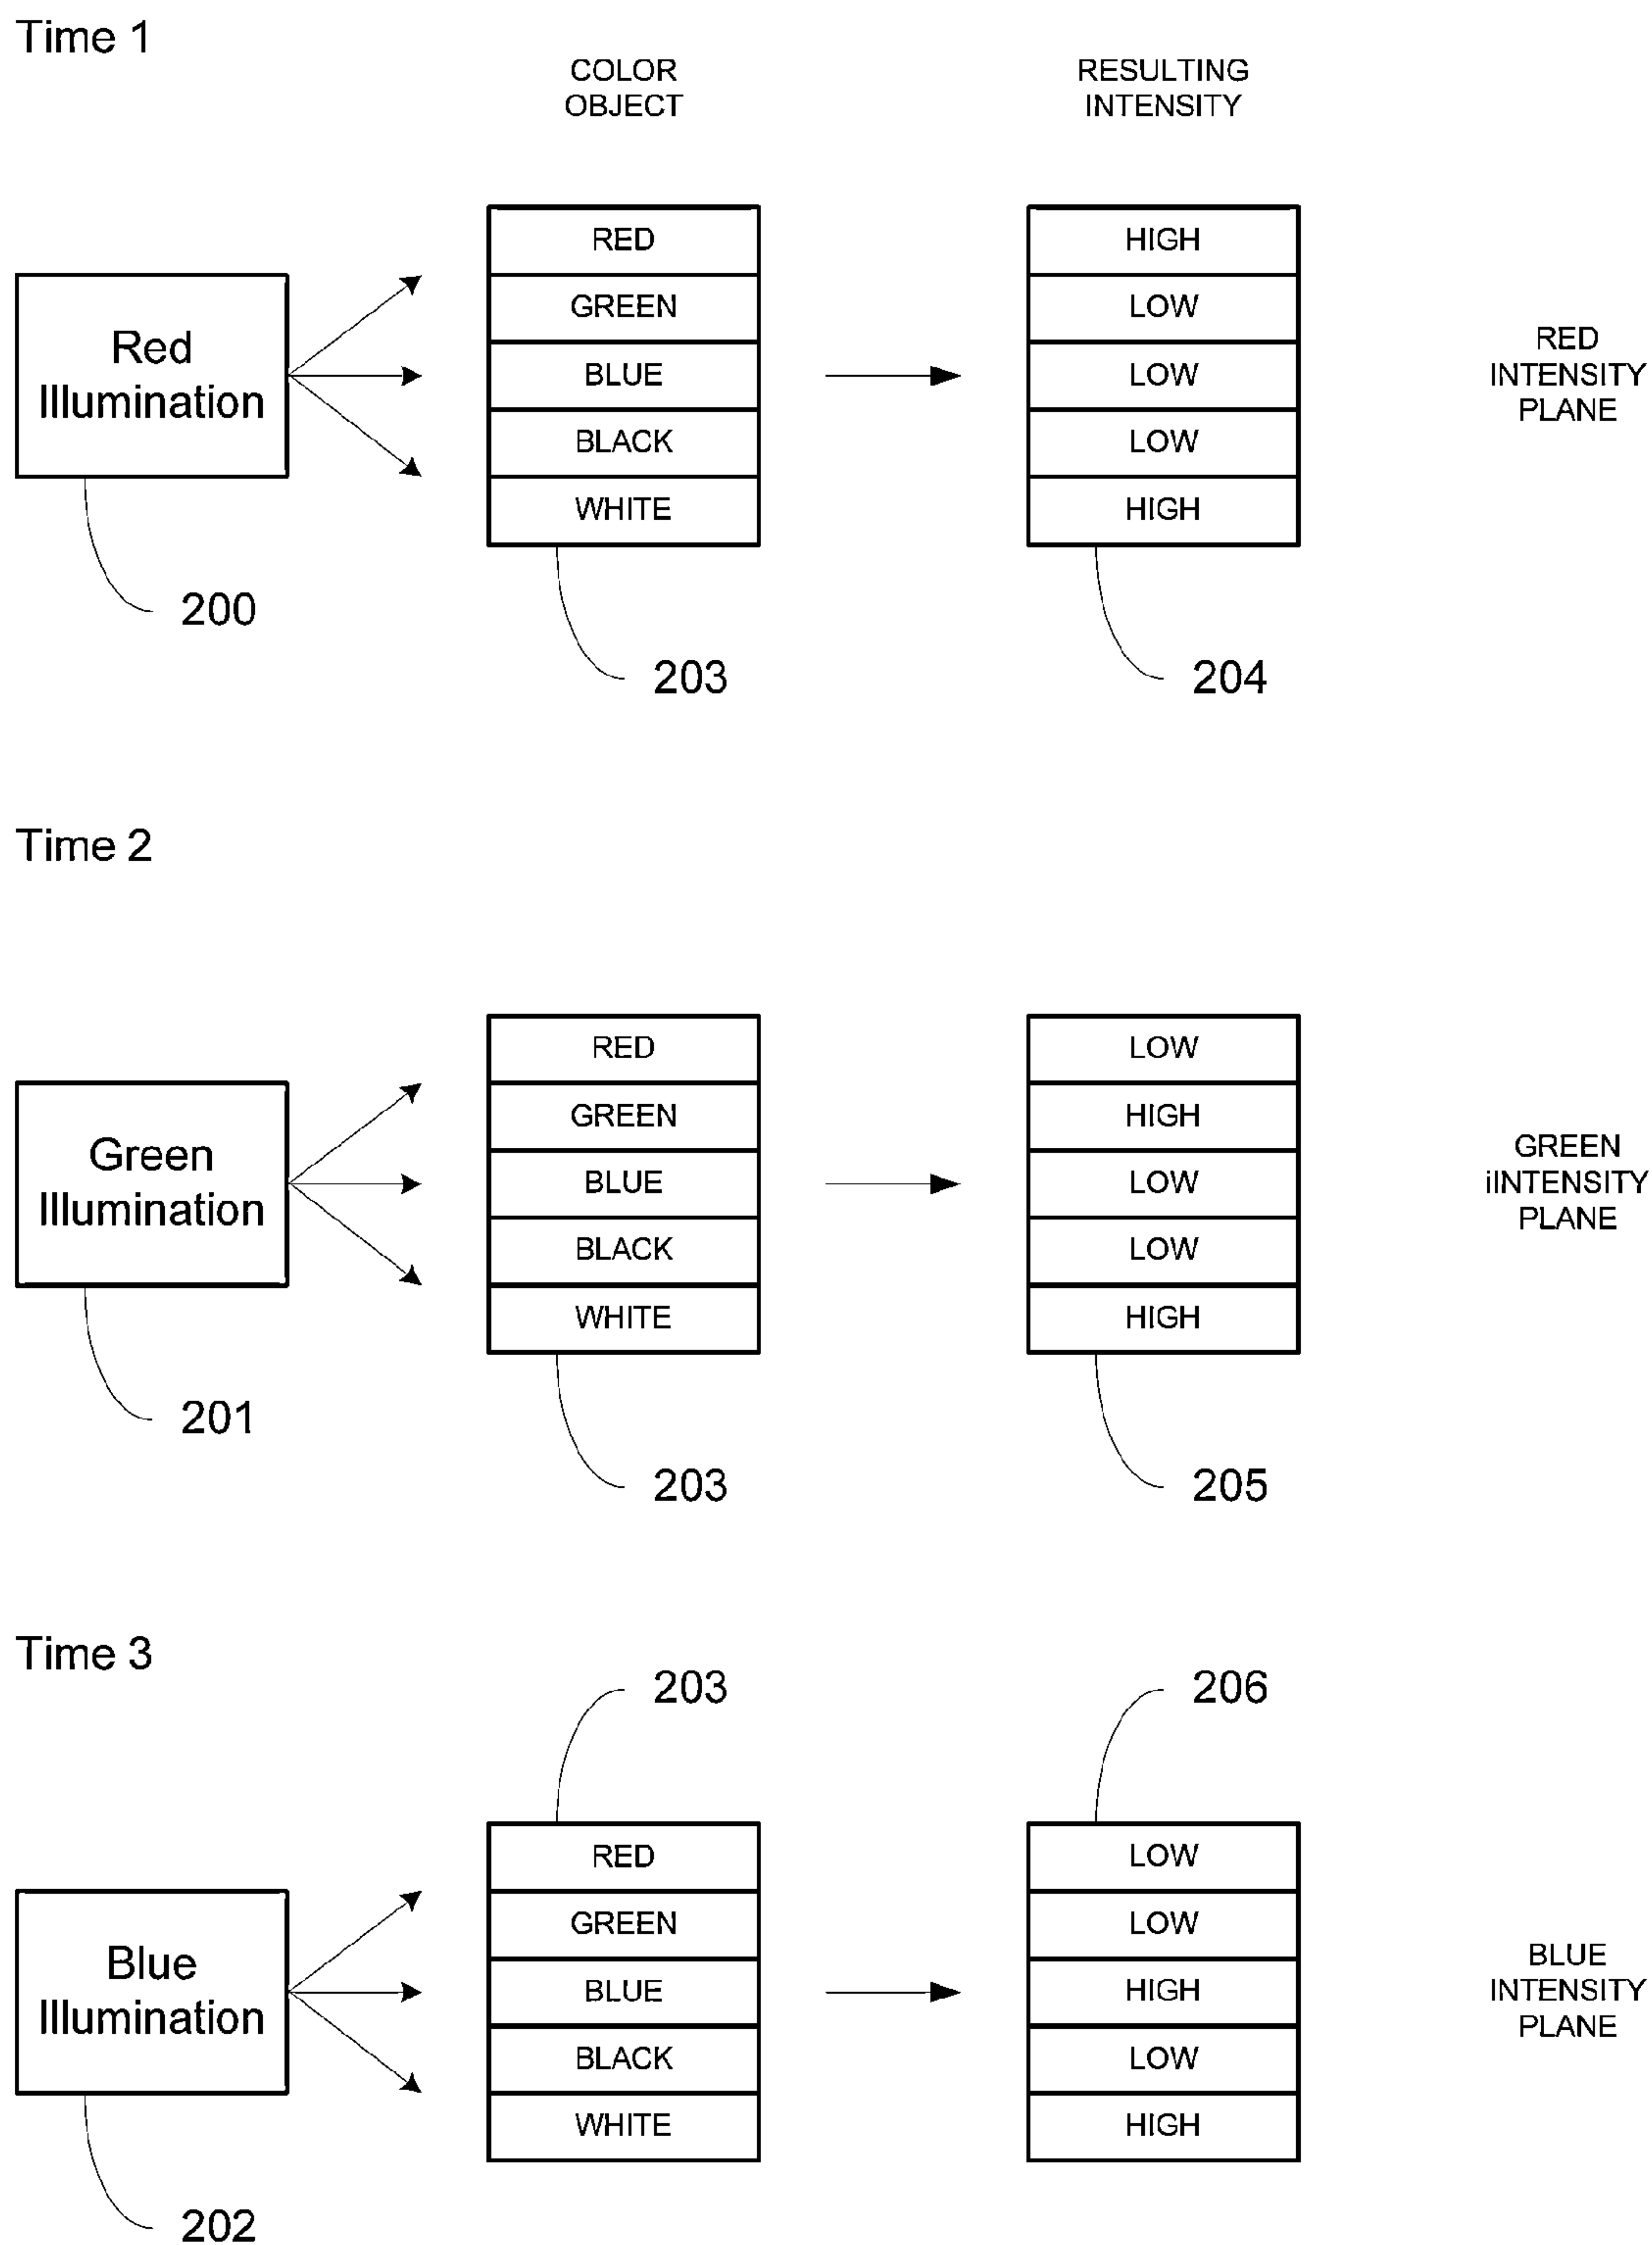 Time 1
COLOR
OBJECT
RESULTING
INTENSITY
Red
Illumination
RED
GREEN
BLUE
BLACK
WHITE
HIGH
LOW
LOW
LOW
HIGH
RED
INTENSITY
PLANE
200
203
204
Time 2
Green
Illumination
RED
GREEN
BLUE
BLACK
WHITE
LOW
HIGH
LOW
LOW
HIGH
GREEN
iINTENSITY
PLANE
201
203
205
Time 3
203
206
Blue
Illumination
RED
GREEN
BLUE
BLACK
WHITE
LOW
LOW
HIGH
LOW
HIGH
BLUE
INTENSITY
PLANE
202